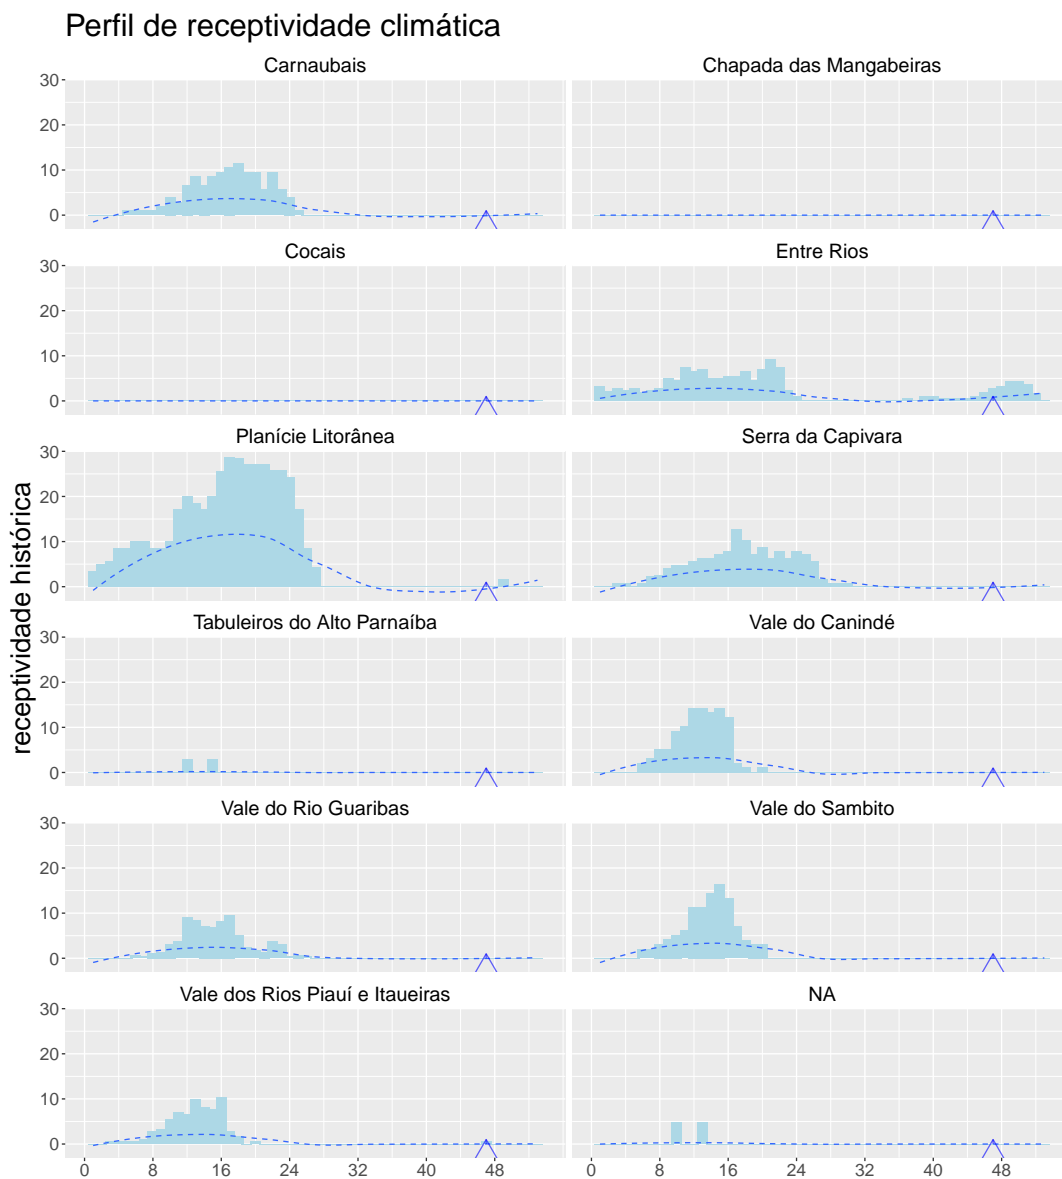 Perfil de receptividade climática
Carnaubais
Chapada das Mangabeiras
30
20
10
0
Cocais
Entre Rios
30
20
10
0
Planície Litorânea
Serra da Capivara
30
20
10
0
receptividade histórica
Tabuleiros do Alto Parnaíba
Vale do Canindé
30
20
10
0
Vale do Rio Guaribas
Vale do Sambito
30
20
10
0
Vale dos Rios Piauí e Itaueiras
NA
30
20
10
0
0 8 16 24 32 40 48
0 8 16 24 32 40 48